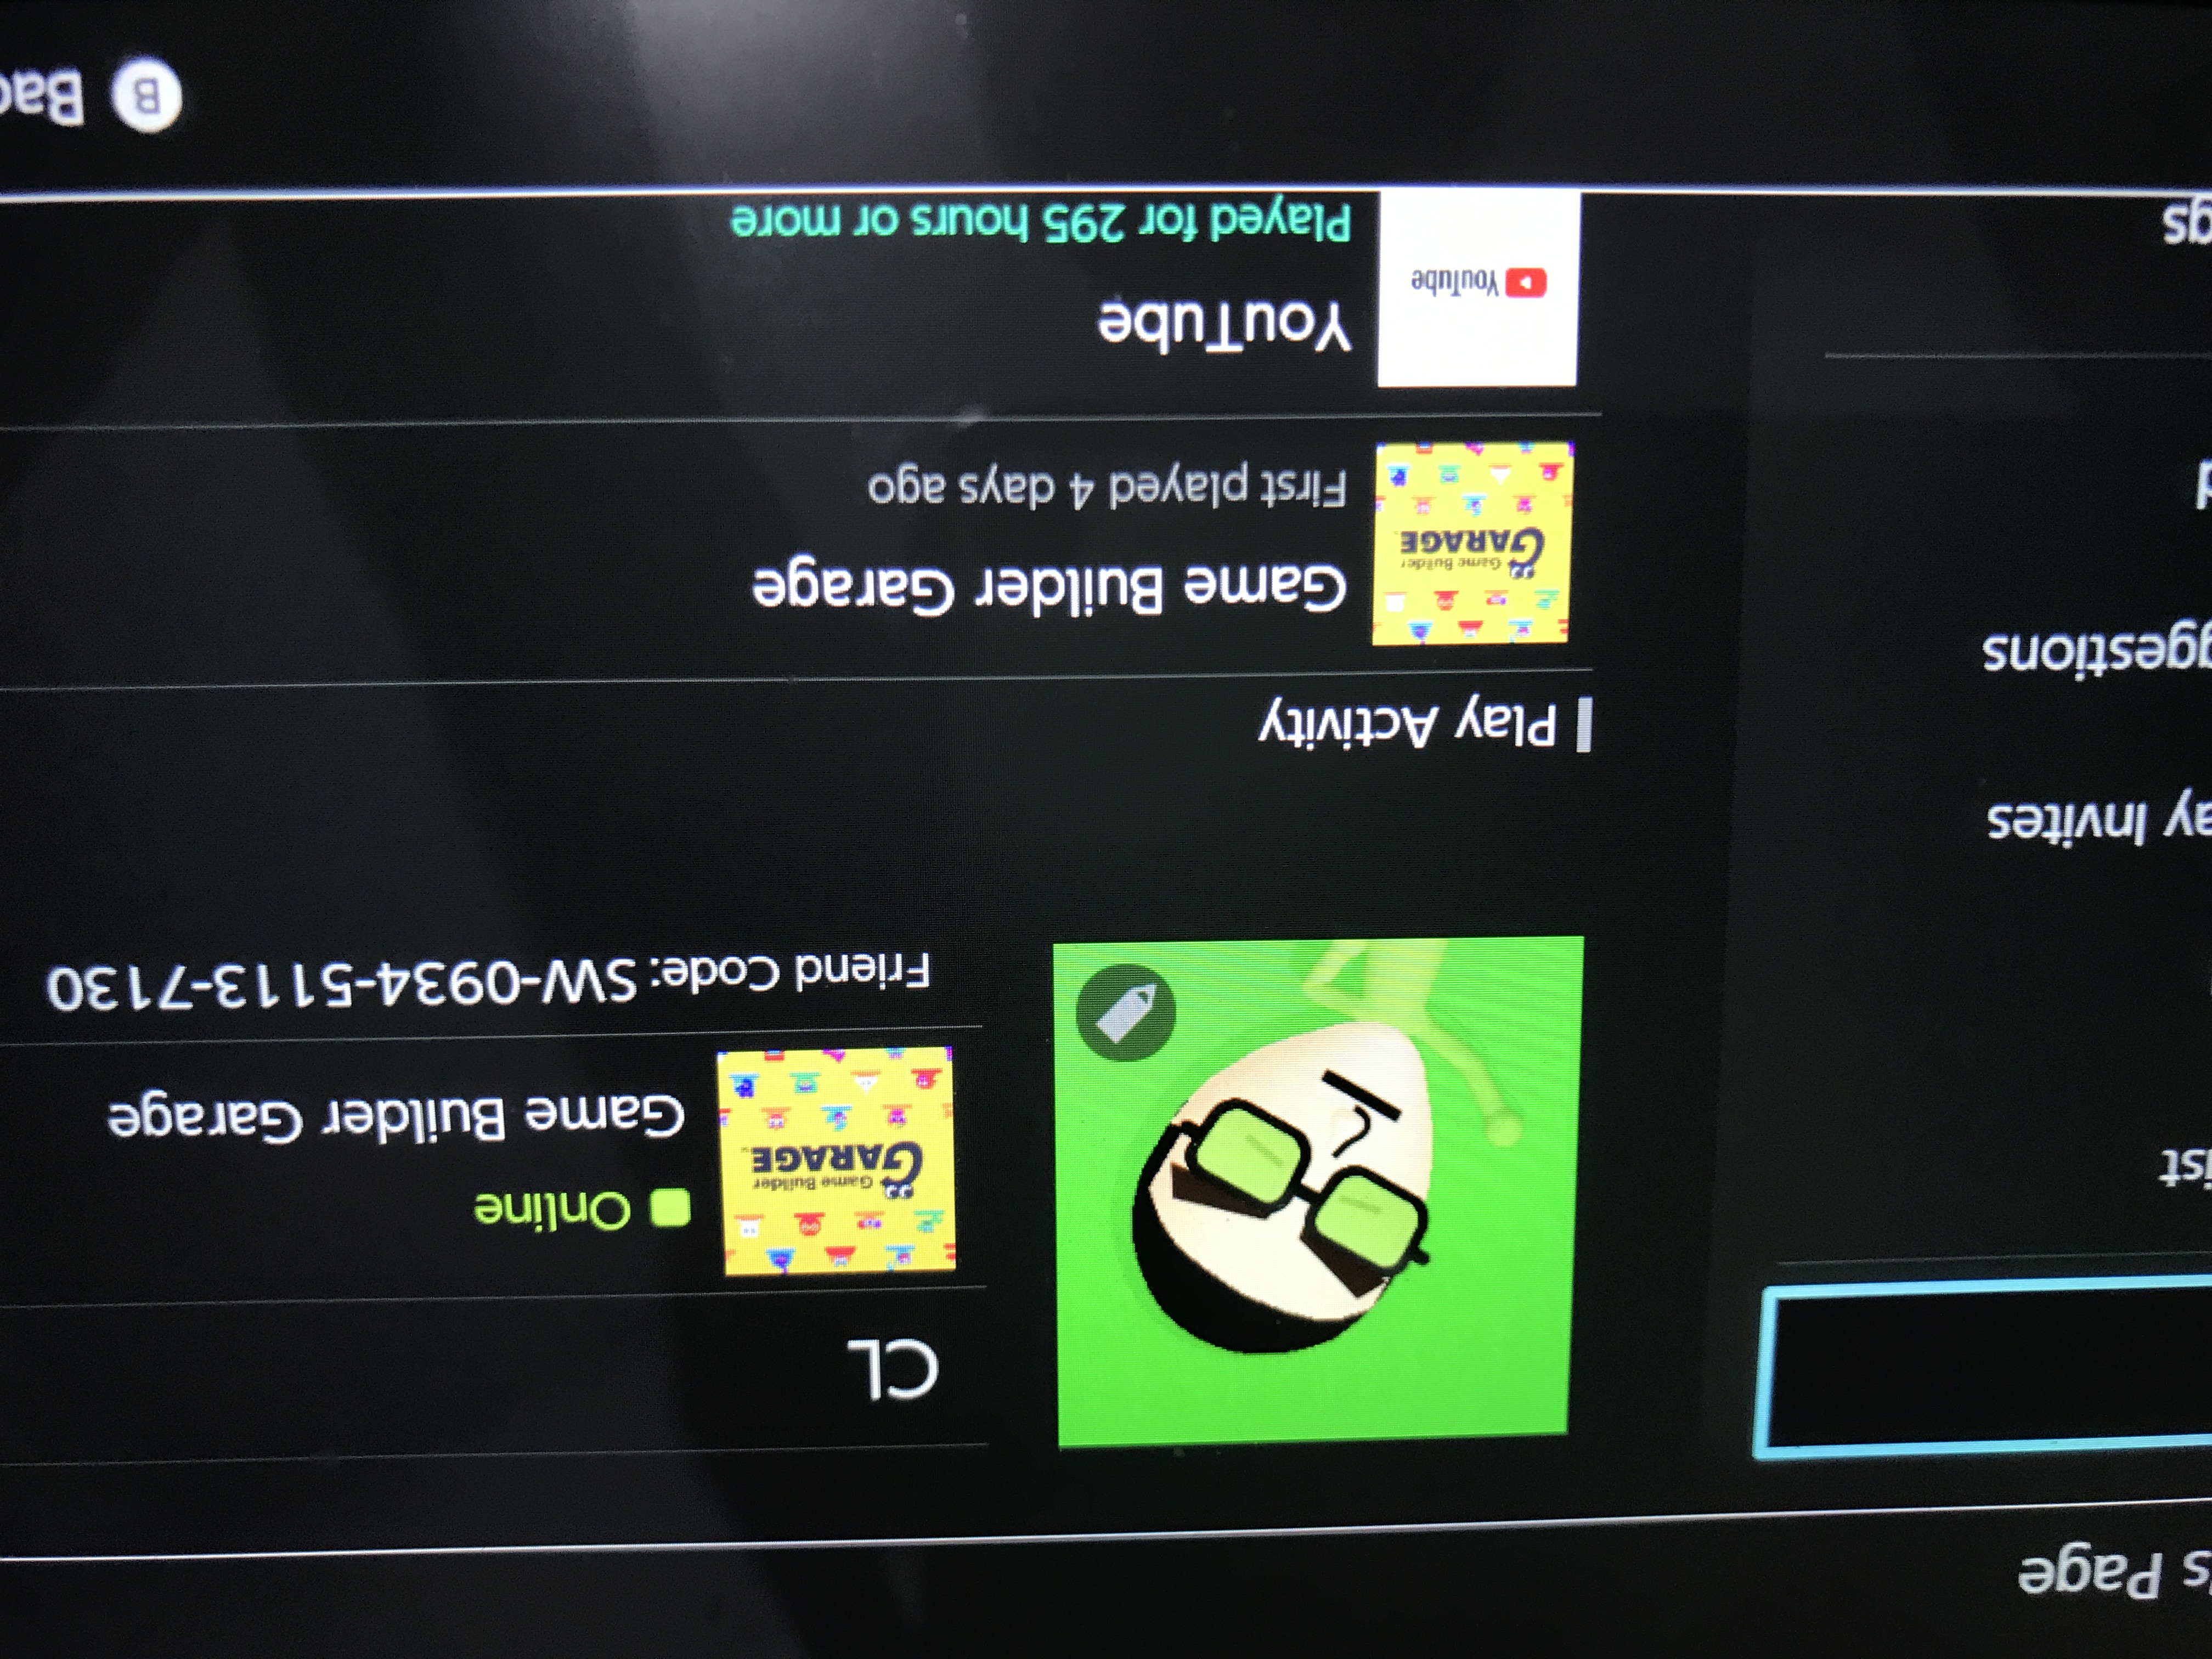 's Page
ist
ay Invites
ggestions
d
gs
CL
Game Builder
GARAGE
Online
Game Builder Garage
Friend Code: SW-0934-5113-7130
Play Activity
Game Builder
GARAGE
Game Builder Garage
First played 4 days ago
YouTube
YouTube
Played for 295 hours or more
B Bac